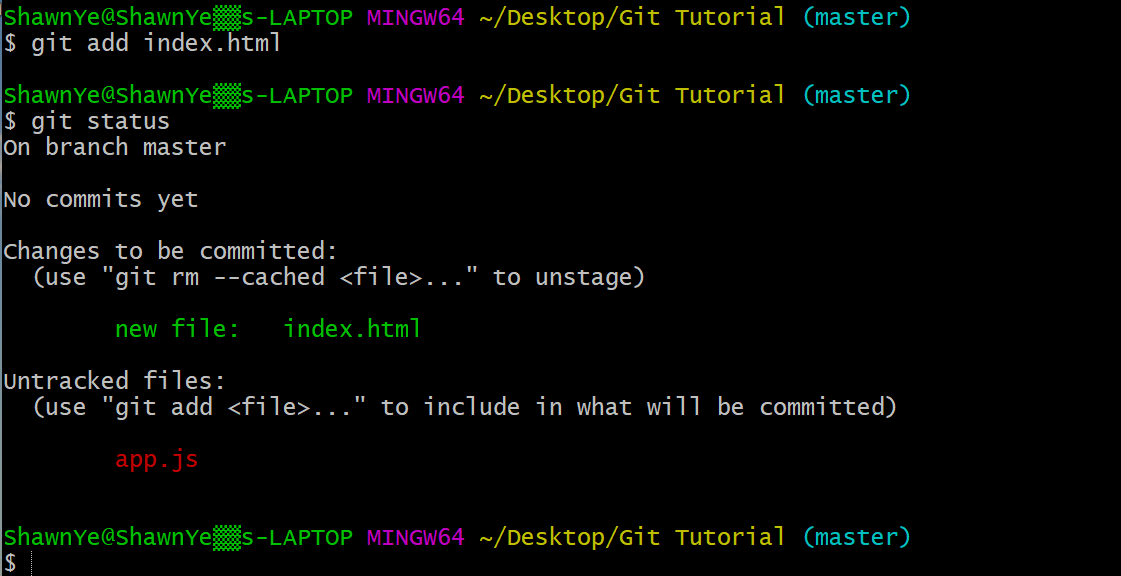 ShawnYe@ShawnYe▒▒s-LAPTOP MINGW64 ~/Desktop/Git Tutorial (master)
$ git add index.html
ShawnYe@ShawnYe▒▒s-LAPTOP MINGW64 ~/Desktop/Git Tutorial (master)
$ git status
On branch master
No commits yet
Changes to be committed:
  (use "git rm --cached <file>..." to unstage)
        new file:   index.html
Untracked files:
  (use "git add <file>..." to include in what will be committed)
        app.js
ShawnYe@ShawnYe▒▒s-LAPTOP MINGW64 ~/Desktop/Git Tutorial (master)
$